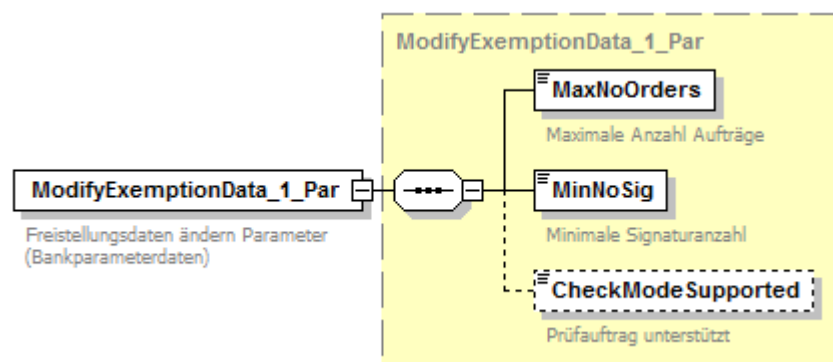 ModifyExemptionData_1_Par
MaxNoOrders
Maximale Anzahl Aufträge
ModifyExemptionData_1_Par
Freistellungsdaten ändern Parameter
(Bankparameterdaten)
MinNoSig
Minimale Signaturanzahl
CheckModeSupported
Prüfauftrag unterstützt